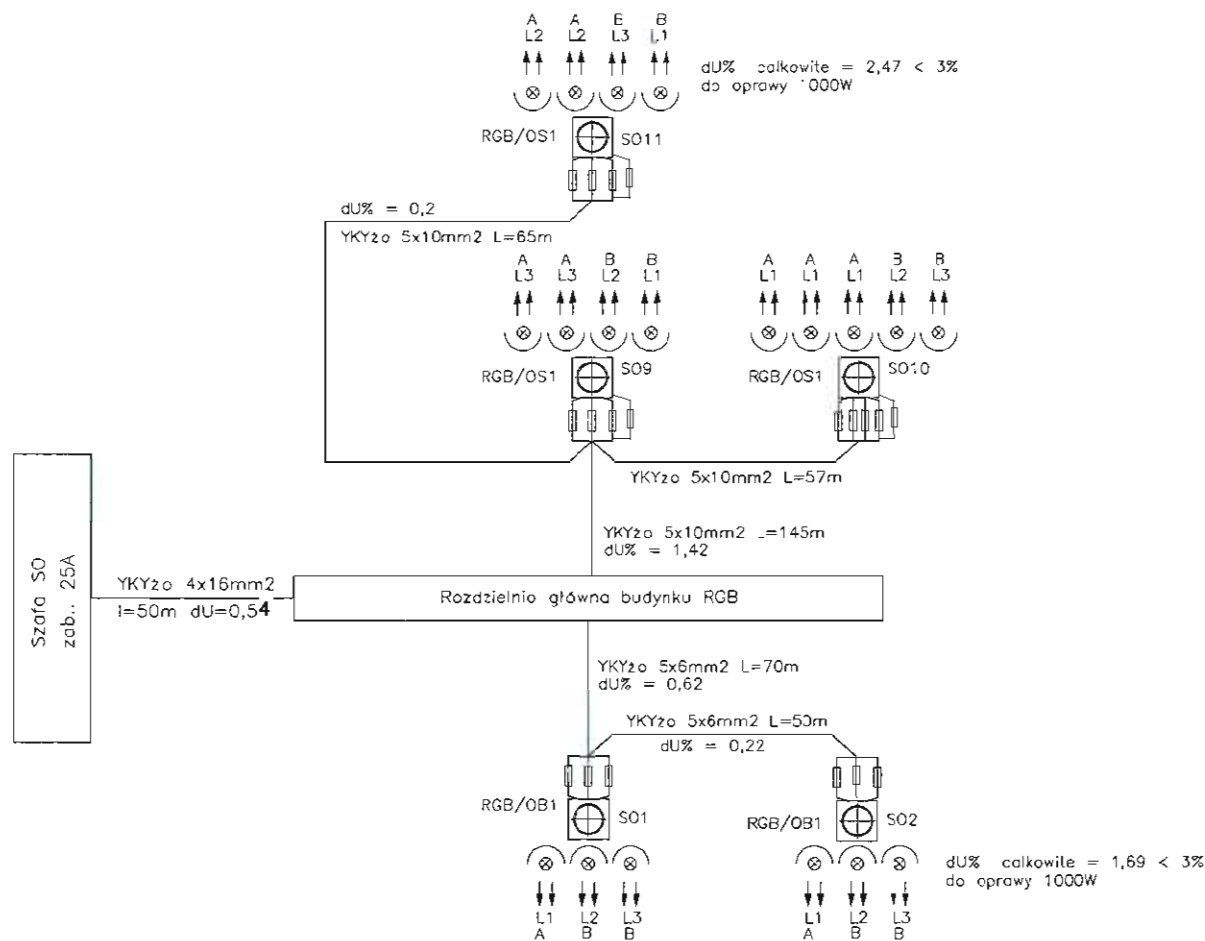 A A E B
L2 L2 L3 L1
dU% całkowite = 2,47 < 3%
do oprawy 1000W
RGB/OS1 SO11
dU% = 0,2
YKYżo 5x10mm2 L=65m
A A B B
L3 L3 L2 L1
A A A B B
L1 L1 L1 L2 L3
RGB/OS1 SO9
RGB/OS1 SO10
YKYżo 5x10mm2 L=57m
YKYżo 5x10mm2 L=145m
dU% = 1,42
Szafa SO
zab.. 25A
YKYżo 4x16mm2
l=50m dU=0,54
Rozdzielnio główna budynku RGB
YKYżo 5x6mm2 L=70m
dU% = 0,62
YKYżo 5x6mm2 L=50m
dU% = 0,22
RGB/OB1 SO1
RGB/OB1 SO2
dU% całkowite = 1,69 < 3%
do oprawy 1000W
L1 L2 L3
A B B
L1 L2 L3
A B B